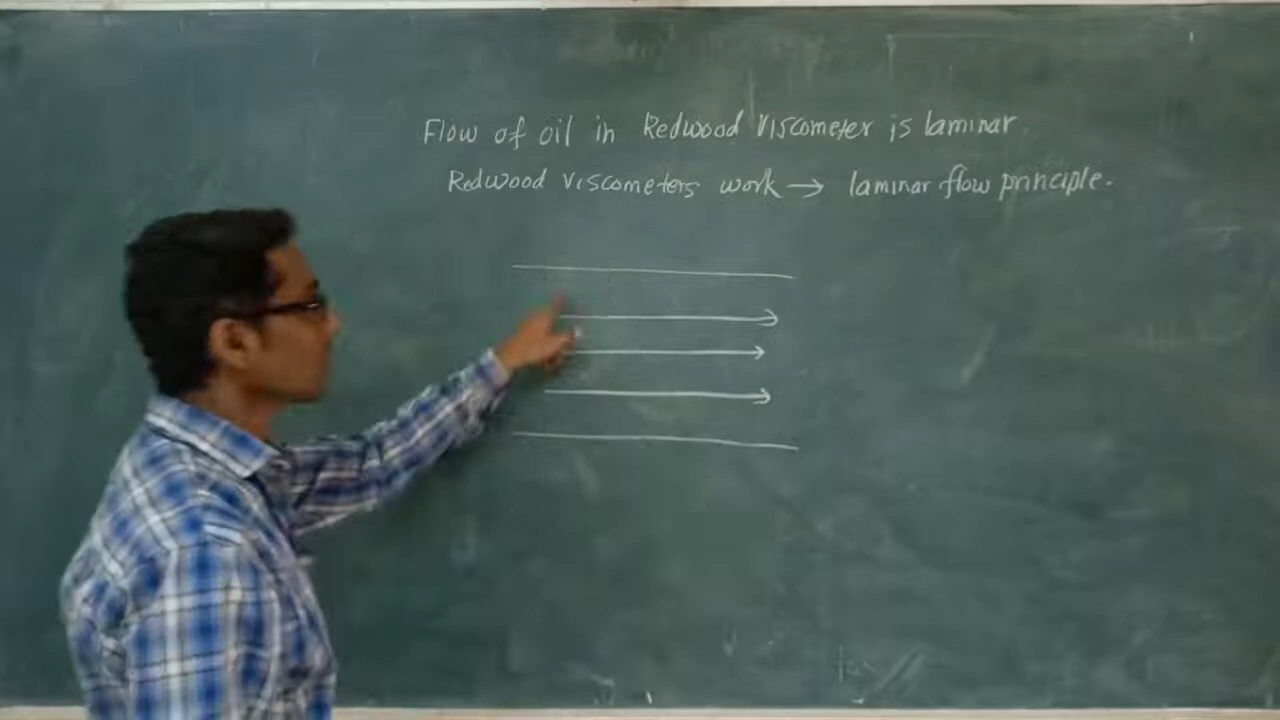 Flow of oil in Redwood Viscometer is laminar.
Redwood viscometers work → laminar flow principle.